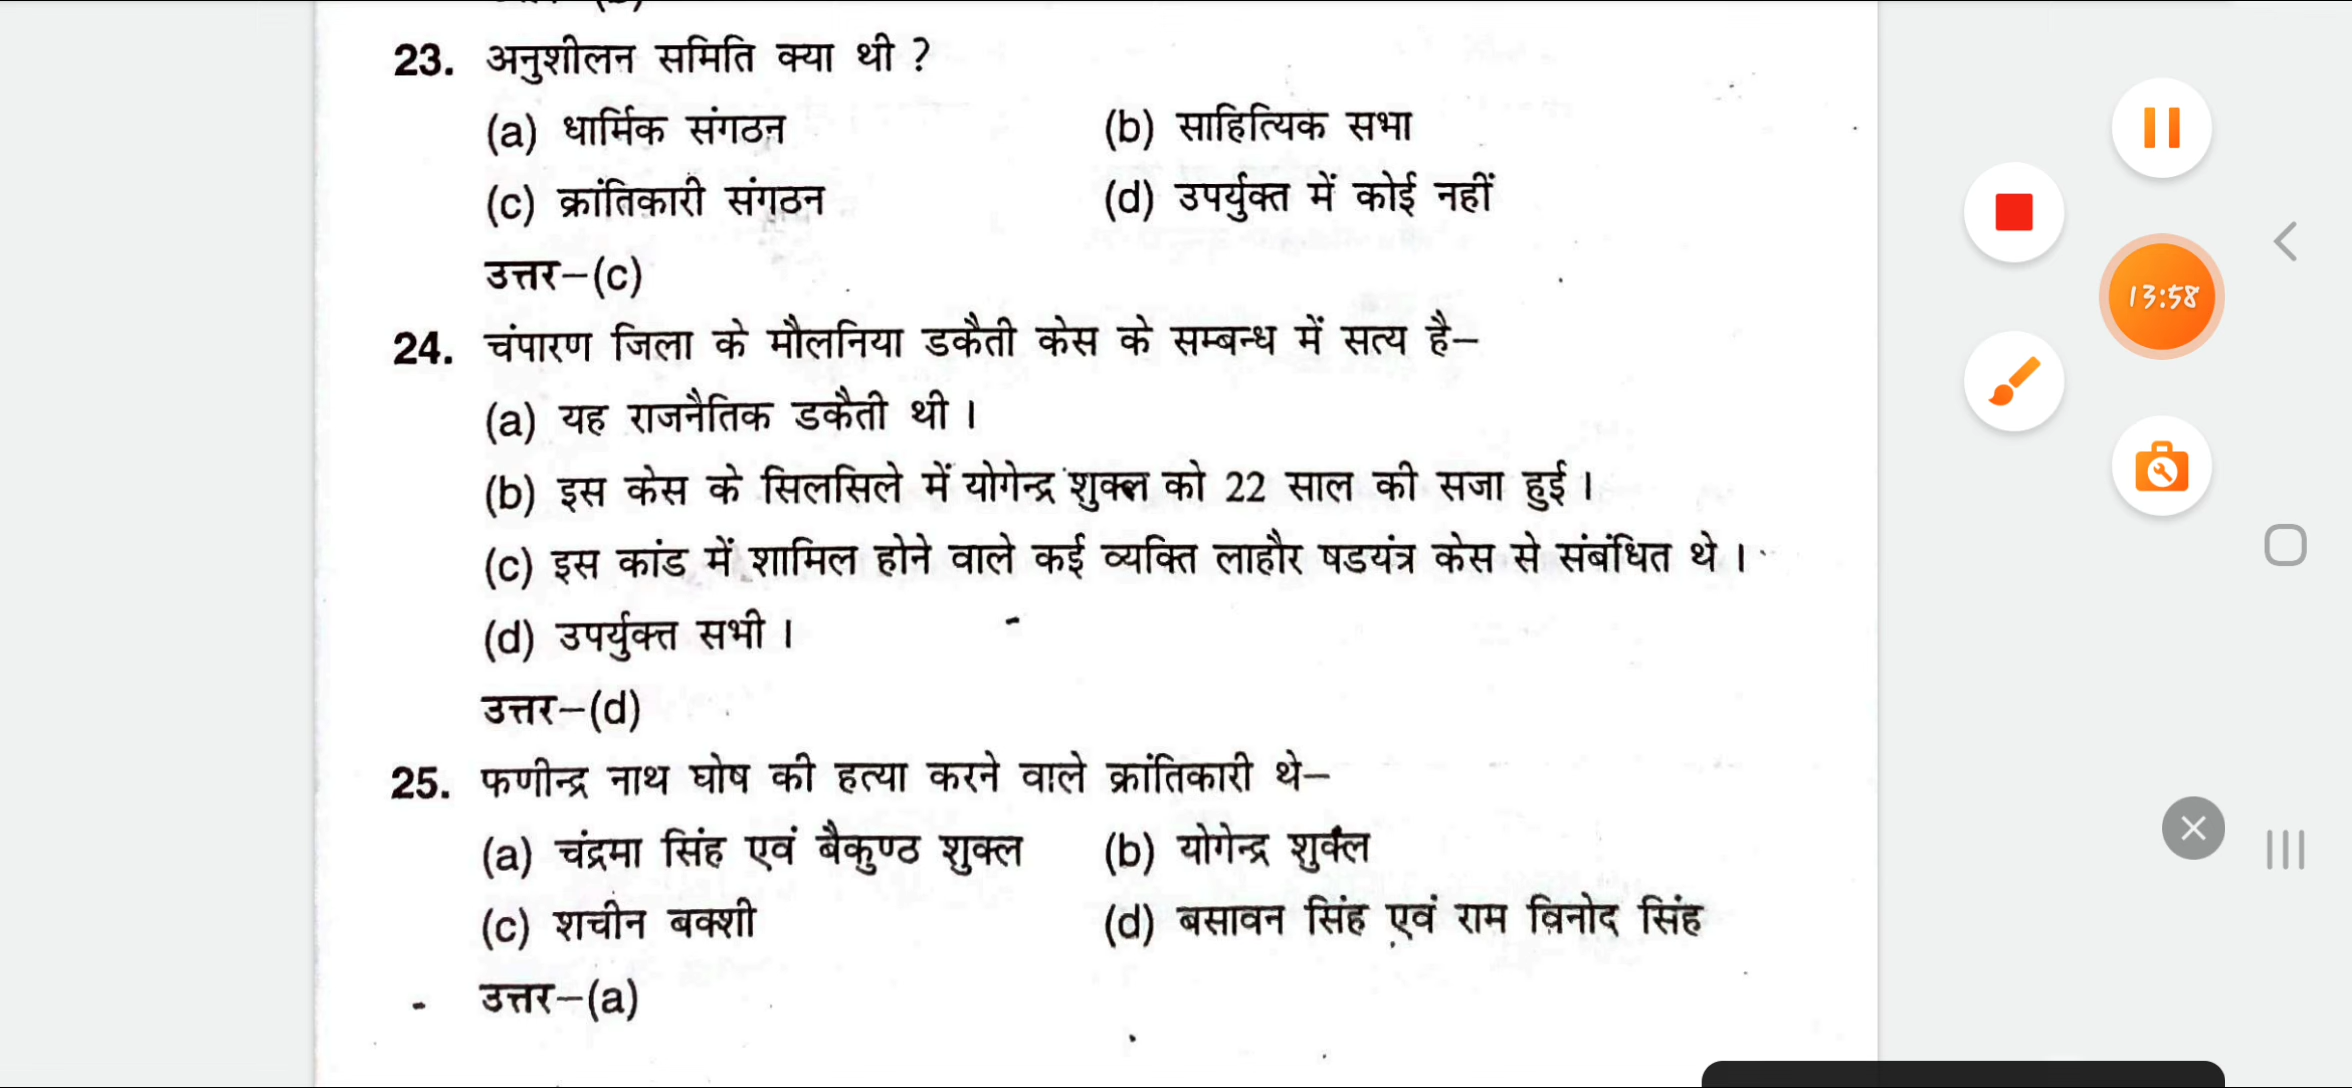 23. अनुशीलन समिति क्या थी ?
(a) धार्मिक संगठन (b) साहित्यिक सभा
(c) क्रांतिकारी संगठन (d) उपर्युक्त में कोई नहीं
उत्तर–(c)
24. चंपारण जिला के मौलनिया डकैती केस के सम्बन्ध में सत्य है–
(a) यह राजनैतिक डकैती थी ।
(b) इस केस के सिलसिले में योगेन्द्र शुक्ल को 22 साल की सजा हुई ।
(c) इस कांड में शामिल होने वाले कई व्यक्ति लाहौर षडयंत्र केस से संबंधित थे ।
(d) उपर्युक्त सभी ।
उत्तर–(d)
25. फणीन्द्र नाथ घोष की हत्या करने वाले क्रांतिकारी थे–
(a) चंद्रमा सिंह एवं बैकुण्ठ शुक्ल (b) योगेन्द्र शुक्ल
(c) शचीन बक्शी (d) बसावन सिंह एवं राम विनोद सिंह
उत्तर–(a)
13:58